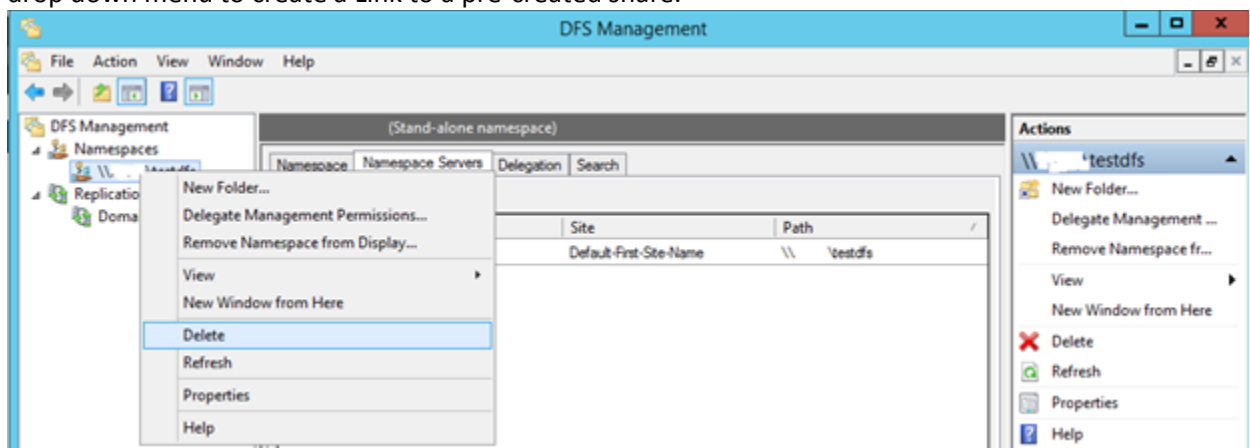 drop down menu to create a Link to a pre-created share.
DFS Management
File Action View Window Help
DFS Management
Namespaces
\\
Replicatio
Doma
(Stand-alone namespace)
Namespace Namespace Servers Delegation Search
Site Path
Default-First-Site-Name \\ \testdfs
New Folder...
Delegate Management Permissions...
Remove Namespace from Display...
View
New Window from Here
Delete
Refresh
Properties
Help
Actions
\\ testdfs
New Folder...
Delegate Management ...
Remove Namespace fr...
View
New Window from Here
Delete
Refresh
Properties
Help